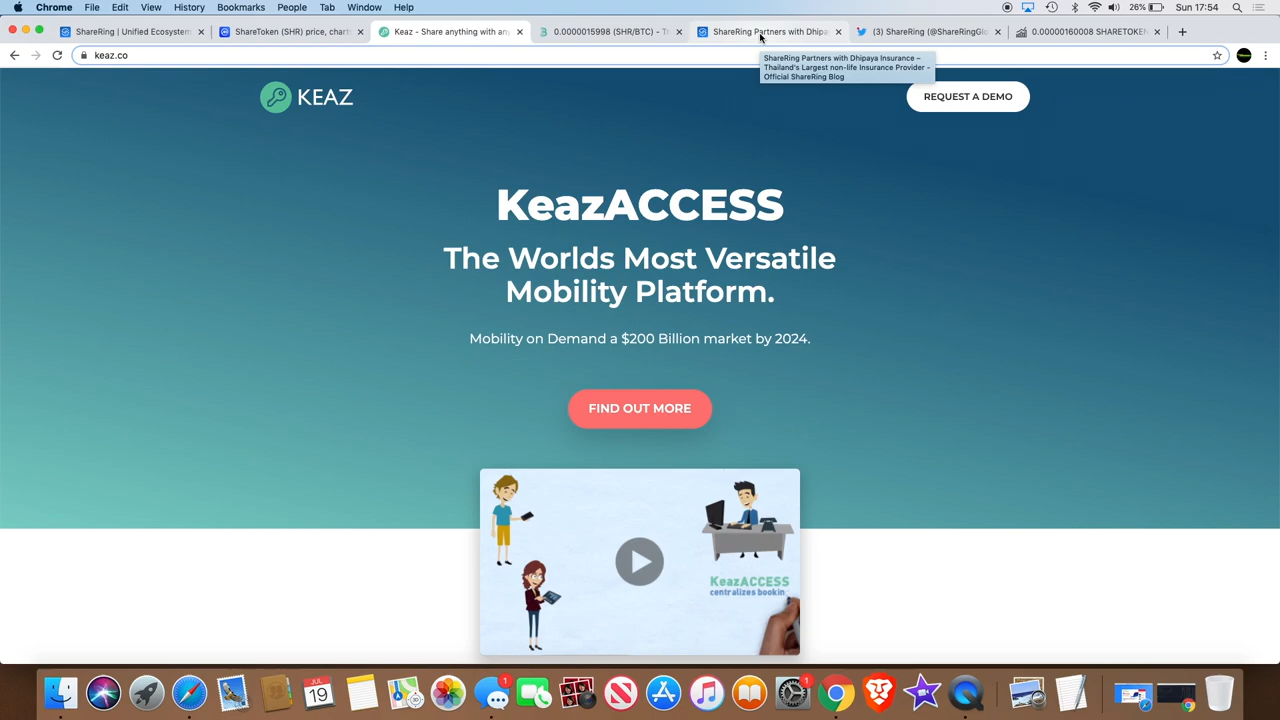 Chrome File Edit View History Bookmarks People Tab Window Help 26% Sun 17:54
ShareRing | Unified Ecosystem
ShareToken (SHR) price, chart
Keaz - Share anything with any
0.0000015998 (SHR/BTC) - Tr
ShareRing Partners with Dhipa
(3) ShareRing (@ShareRingGlo
0.00000160008 SHARETOKEN
keaz.co
ShareRing Partners with Dhipaya Insurance –
Thailand's Largest non-life Insurance Provider -
Official ShareRing Blog
KEAZ
REQUEST A DEMO
KeazACCESS
The Worlds Most Versatile
Mobility Platform.
Mobility on Demand a $200 Billion market by 2024.
FIND OUT MORE
KeazACCESS
centralizes bookin
JUL
19
1
1